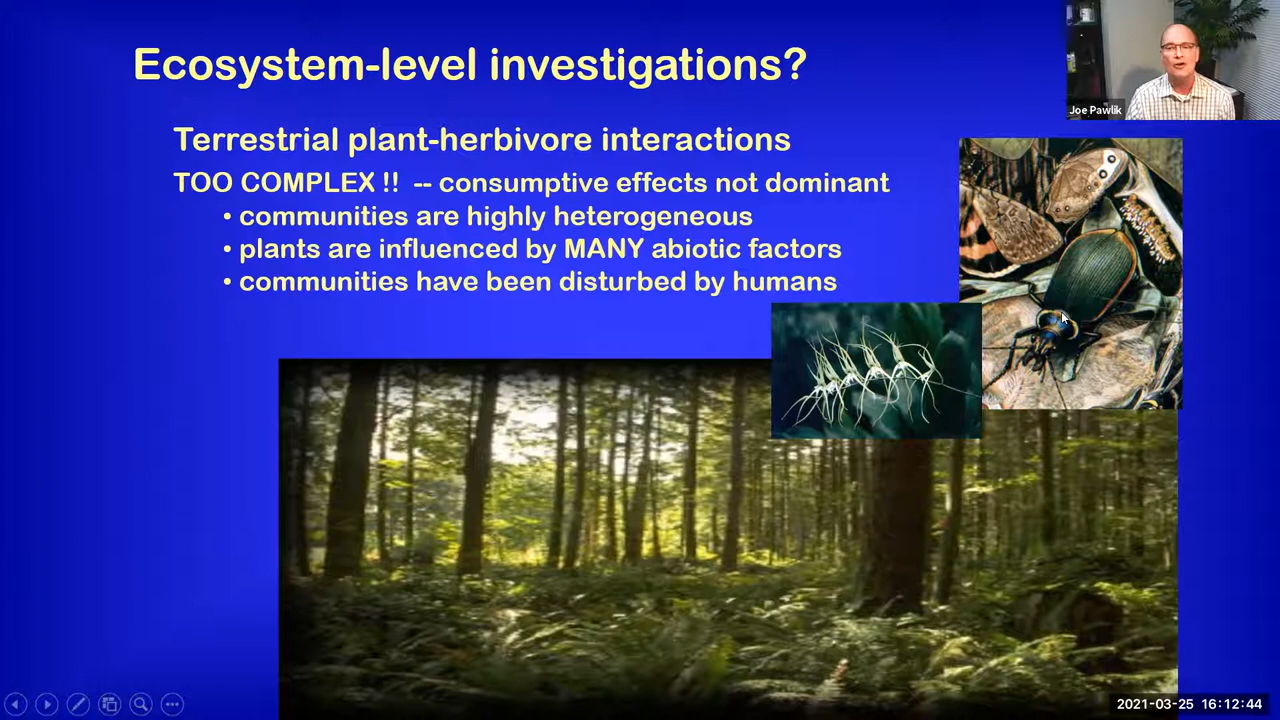 Ecosystem-level investigations?
Joe Pawlik
Terrestrial plant-herbivore interactions
TOO COMPLEX !! -- consumptive effects not dominant
• communities are highly heterogeneous
• plants are influenced by MANY abiotic factors
• communities have been disturbed by humans
2021-03-25 16:12:44